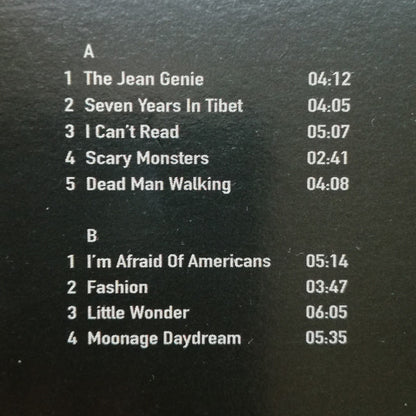 A
1 The Jean Genie 04:12
2 Seven Years In Tibet 04:05
3 I Can't Read 05:07
4 Scary Monsters 02:41
5 Dead Man Walking 04:08
B
1 I'm Afraid Of Americans 05:14
2 Fashion 03:47
3 Little Wonder 06:05
4 Moonage Daydream 05:35